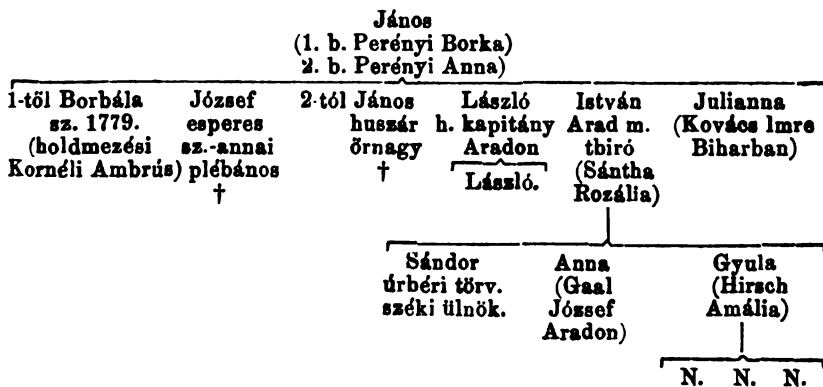 János
(1. b. Perényi Borka)
2. b. Perényi Anna)
1-től Borbála József 2-tól János László István Julianna
sz. 1779. esperes huszár h. kapitány Arad m. (Kovács Imre
(holdmezési sz.-annai őrnagy Aradon tbiró Biharban)
Kornéli Ambrús) plébános † László. (Sántha
† Rozália)
Sándor Anna Gyula
úrbéri törv. (Gaal (Hirsch
széki ülnök. József Amália)
Aradon)
N. N. N.